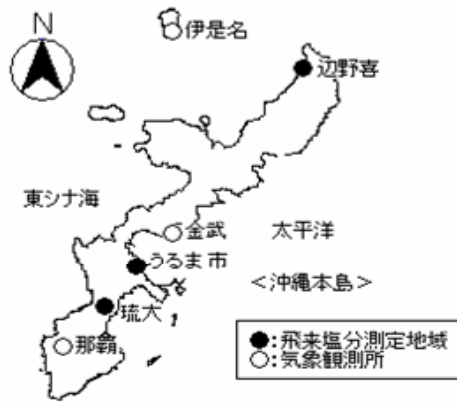 N
伊是名
辺野喜
東シナ海
金武
太平洋
うるま市
<沖縄本島>
琉大
那覇
●:飛来塩分測定地域
○:気象観測所